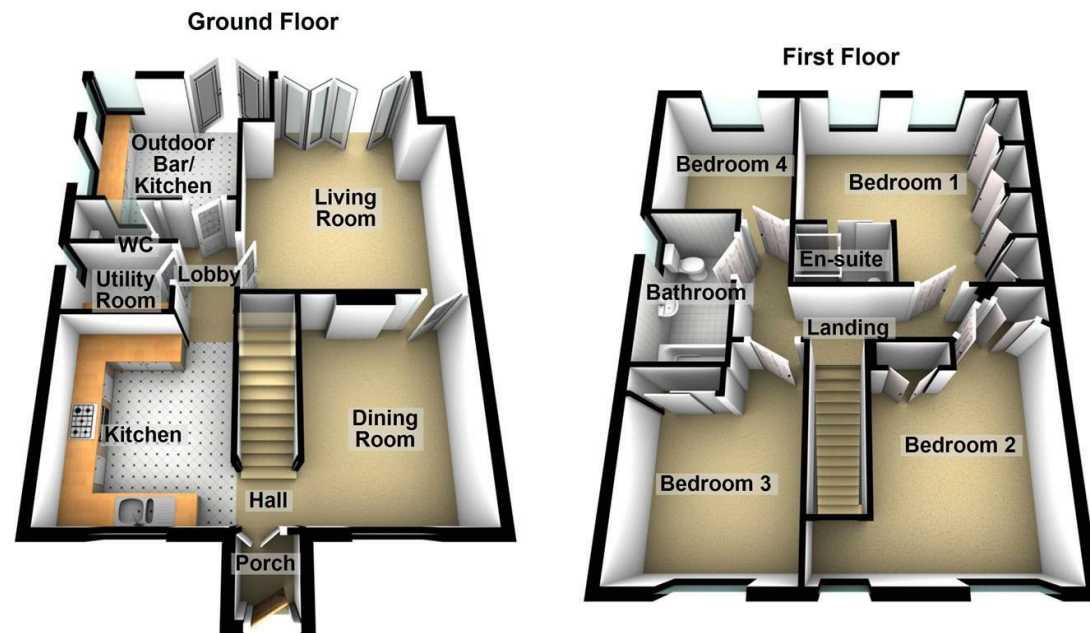 Ground Floor
Outdoor
Bar/
Kitchen
Living
Room
WC
Utility
Room
Lobby
Kitchen
Dining
Room
Hall
Porch
First Floor
Bedroom 4
Bedroom 1
En-suite
Bathroom
Landing
Bedroom 3
Bedroom 2